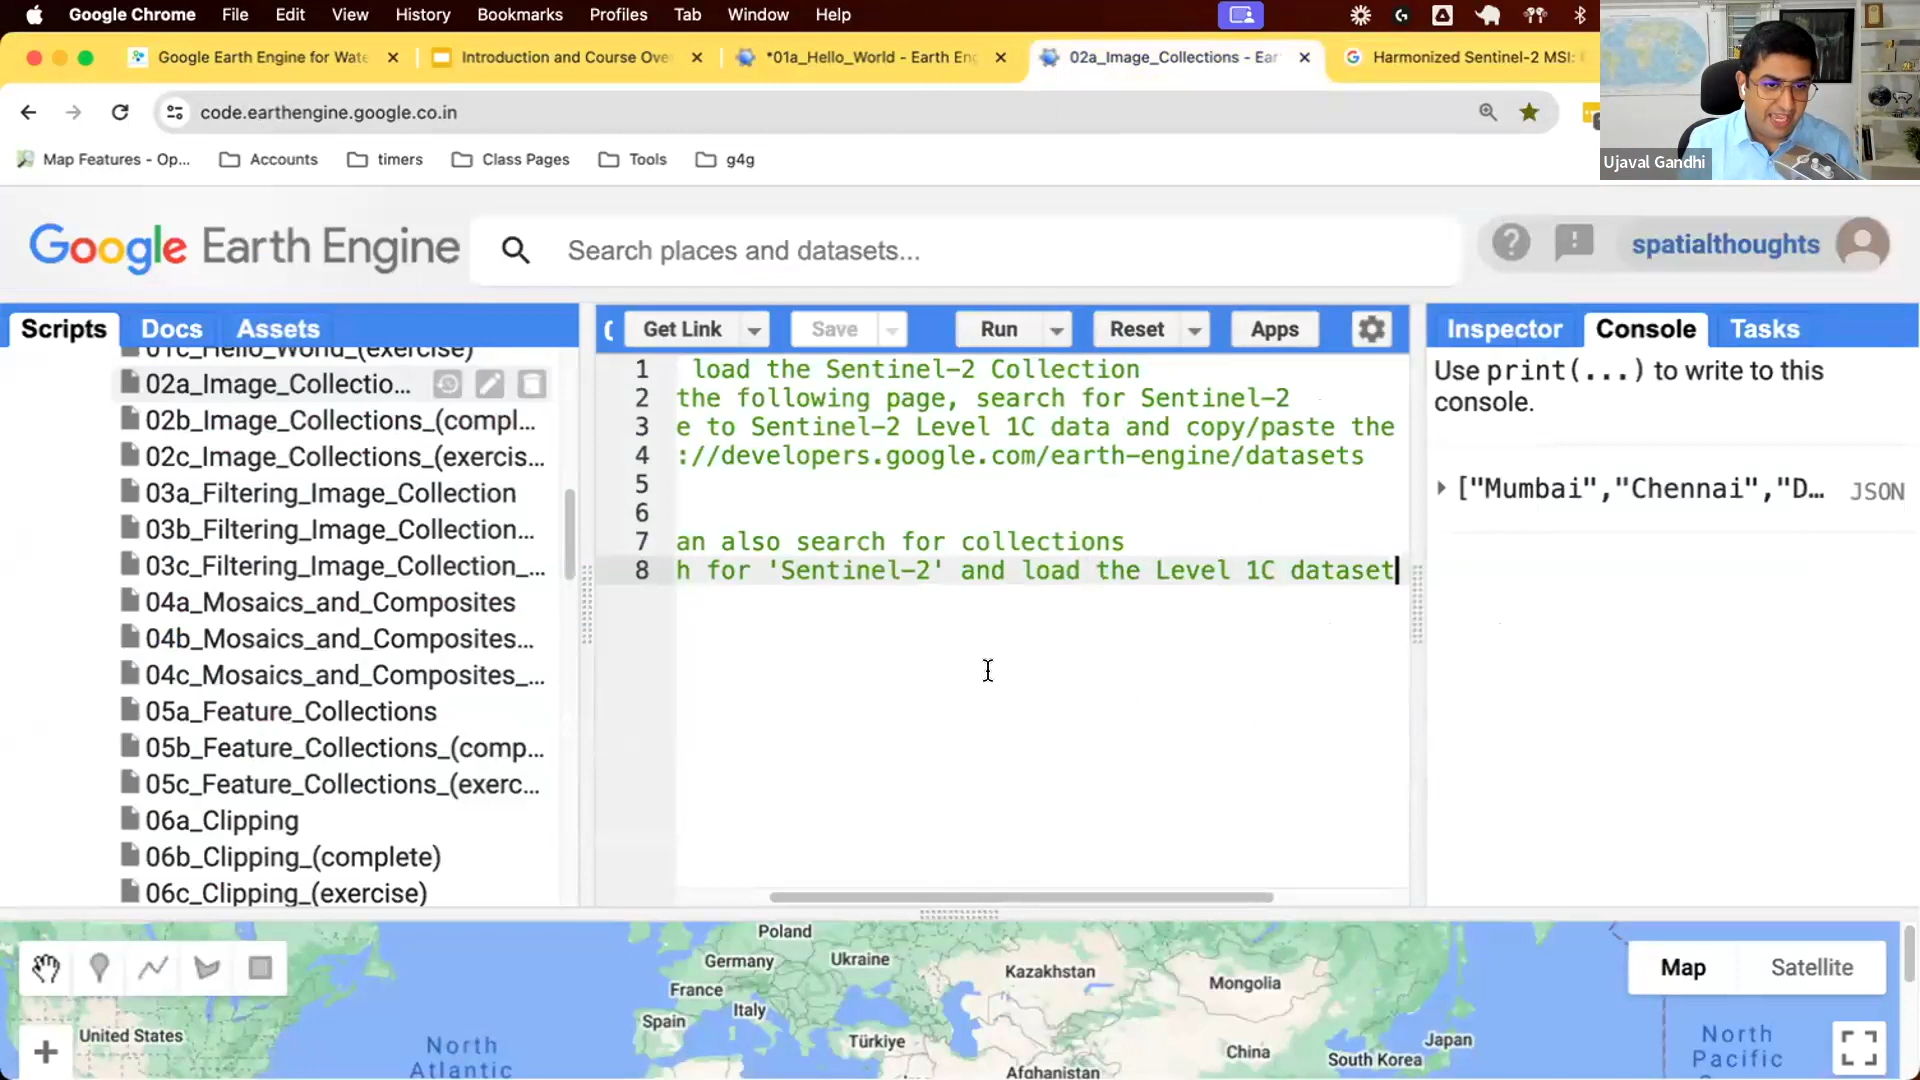 Google Chrome File Edit View History Bookmarks Profiles Tab Window Help
Google Earth Engine for Wate
Introduction and Course Ove
*01a_Hello_World - Earth Eng
02a_Image_Collections - Ear
Harmonized Sentinel-2 MSI:
code.earthengine.google.co.in
Map Features - Op...
Accounts
timers
Class Pages
Tools
g4g
Ujaval Gandhi
Google Earth Engine
Search places and datasets...
spatialthoughts
Scripts Docs Assets
01c_Hello_World_(exercise)
02a_Image_Collectio...
02b_Image_Collections_(compl...
02c_Image_Collections_(exercis...
03a_Filtering_Image_Collection
03b_Filtering_Image_Collection...
03c_Filtering_Image_Collection_...
04a_Mosaics_and_Composites
04b_Mosaics_and_Composites...
04c_Mosaics_and_Composites_...
05a_Feature_Collections
05b_Feature_Collections_(comp...
05c_Feature_Collections_(exerc...
06a_Clipping
06b_Clipping_(complete)
06c_Clipping_(exercise)
Get Link Save Run Reset Apps
1 load the Sentinel-2 Collection
2 the following page, search for Sentinel-2
3 e to Sentinel-2 Level 1C data and copy/paste the
4 ://developers.google.com/earth-engine/datasets
5
6
7 an also search for collections
8 h for 'Sentinel-2' and load the Level 1C dataset
Inspector Console Tasks
Use print(...) to write to this
console.
["Mumbai","Chennai","D... JSON
Map Satellite
Poland
Germany
Ukraine
France
Italy
Spain
Türkiye
Kazakhstan
Mongolia
China
Afghanistan
Japan
South Korea
United States
North
Atlantic
North
Pacific